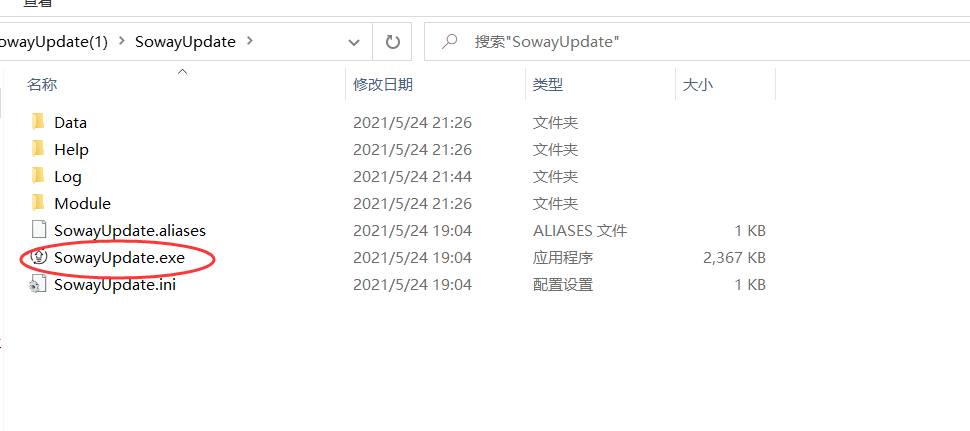 查看
owayUpdate(1) > SowayUpdate >
搜索"SowayUpdate"
名称 修改日期 类型 大小
Data 2021/5/24 21:26 文件夹
Help 2021/5/24 21:26 文件夹
Log 2021/5/24 21:44 文件夹
Module 2021/5/24 21:26 文件夹
SowayUpdate.aliases 2021/5/24 19:04 ALIASES 文件 1 KB
SowayUpdate.exe 2021/5/24 19:04 应用程序 2,367 KB
SowayUpdate.ini 2021/5/24 19:04 配置设置 1 KB